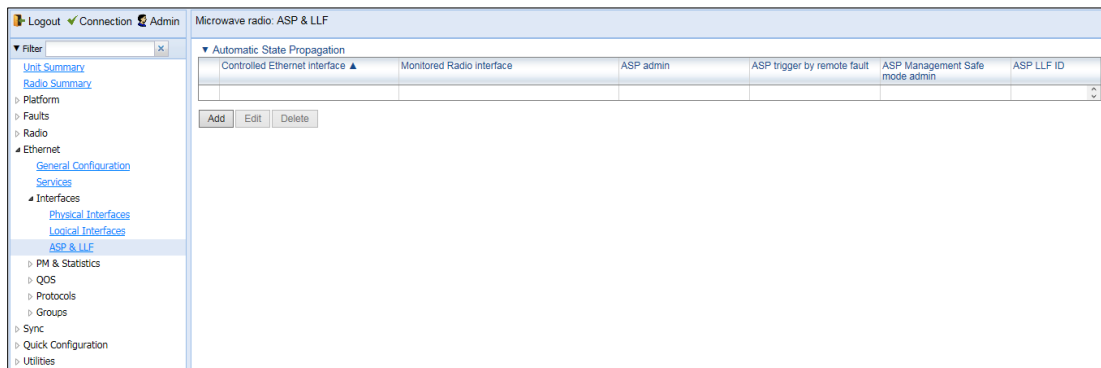 Logout Connection Admin
Microwave radio: ASP & LLF
Filter
Unit Summary
Radio Summary
Platform
Faults
Radio
Ethernet
General Configuration
Services
Interfaces
Physical Interfaces
Logical Interfaces
ASP & LLF
PM & Statistics
QOS
Protocols
Groups
Sync
Quick Configuration
Utilities
Automatic State Propagation
Controlled Ethernet interface ▲ Monitored Radio interface ASP admin ASP trigger by remote fault ASP Management Safe mode admin ASP LLF ID
Add Edit Delete